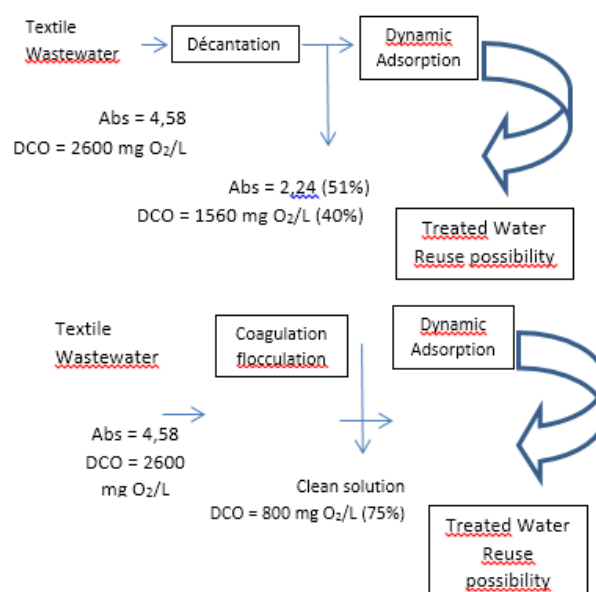 Textile
Wastewater
Décantation
Dynamic
Adsorption
Abs = 4,58
DCO = 2600 mg O₂/L
Abs = 2,24 (51%)
DCO = 1560 mg O₂/L (40%)
Treated Water
Reuse possibility
Textile
Wastewater
Coagulation
flocculation
Dynamic
Adsorption
Abs = 4,58
DCO = 2600
mg O₂/L
Clean solution
DCO = 800 mg O₂/L (75%)
Treated Water
Reuse
possibility